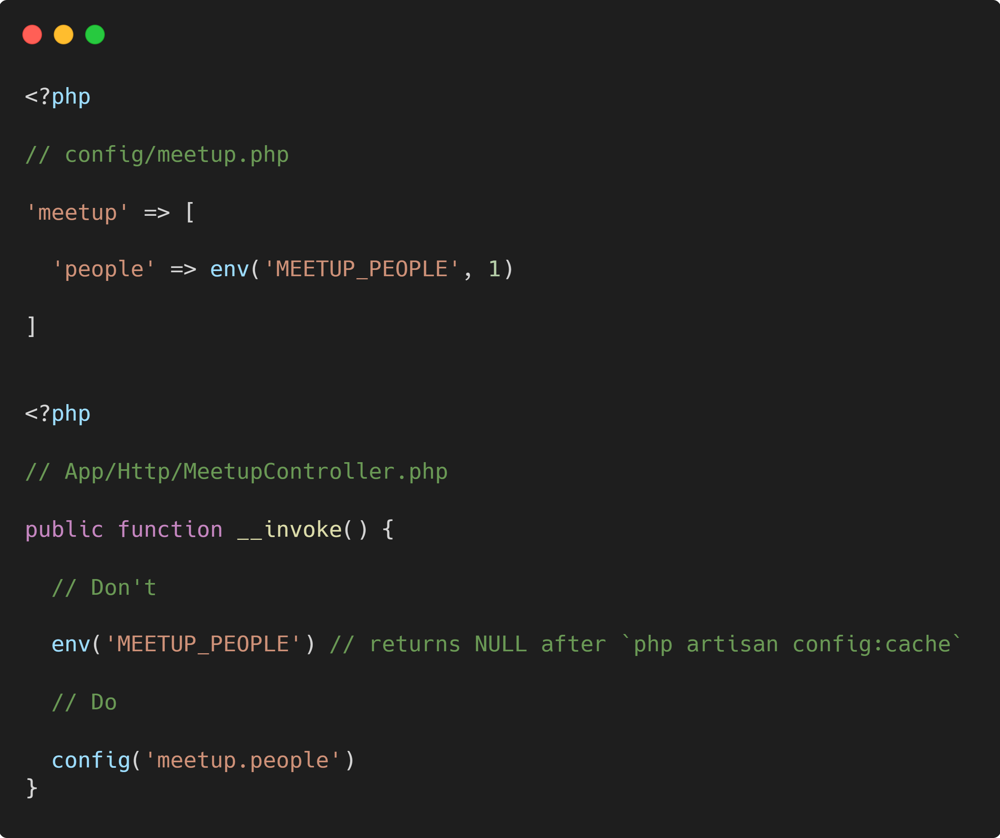 <?php
// config/meetup.php
'meetup' => [
  'people' => env('MEETUP_PEOPLE', 1)
]
<?php
// App/Http/MeetupController.php
public function __invoke() {
  // Don't
  env('MEETUP_PEOPLE') // returns NULL after `php artisan config:cache`
  // Do
  config('meetup.people')
}